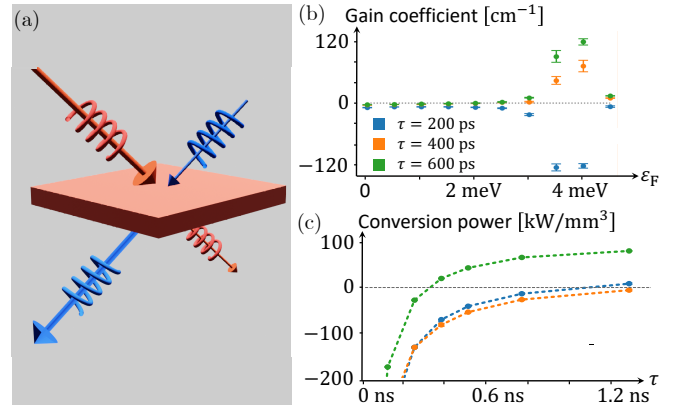 (a)
(b)
Gain coefficient [cm⁻¹]
120
0
−120
τ = 200 ps
τ = 400 ps
τ = 600 ps
0
2 meV
4 meV
ε_F
(c)
Conversion power [kW/mm³]
100
0
−100
−200
0 ns
0.6 ns
1.2 ns
τ